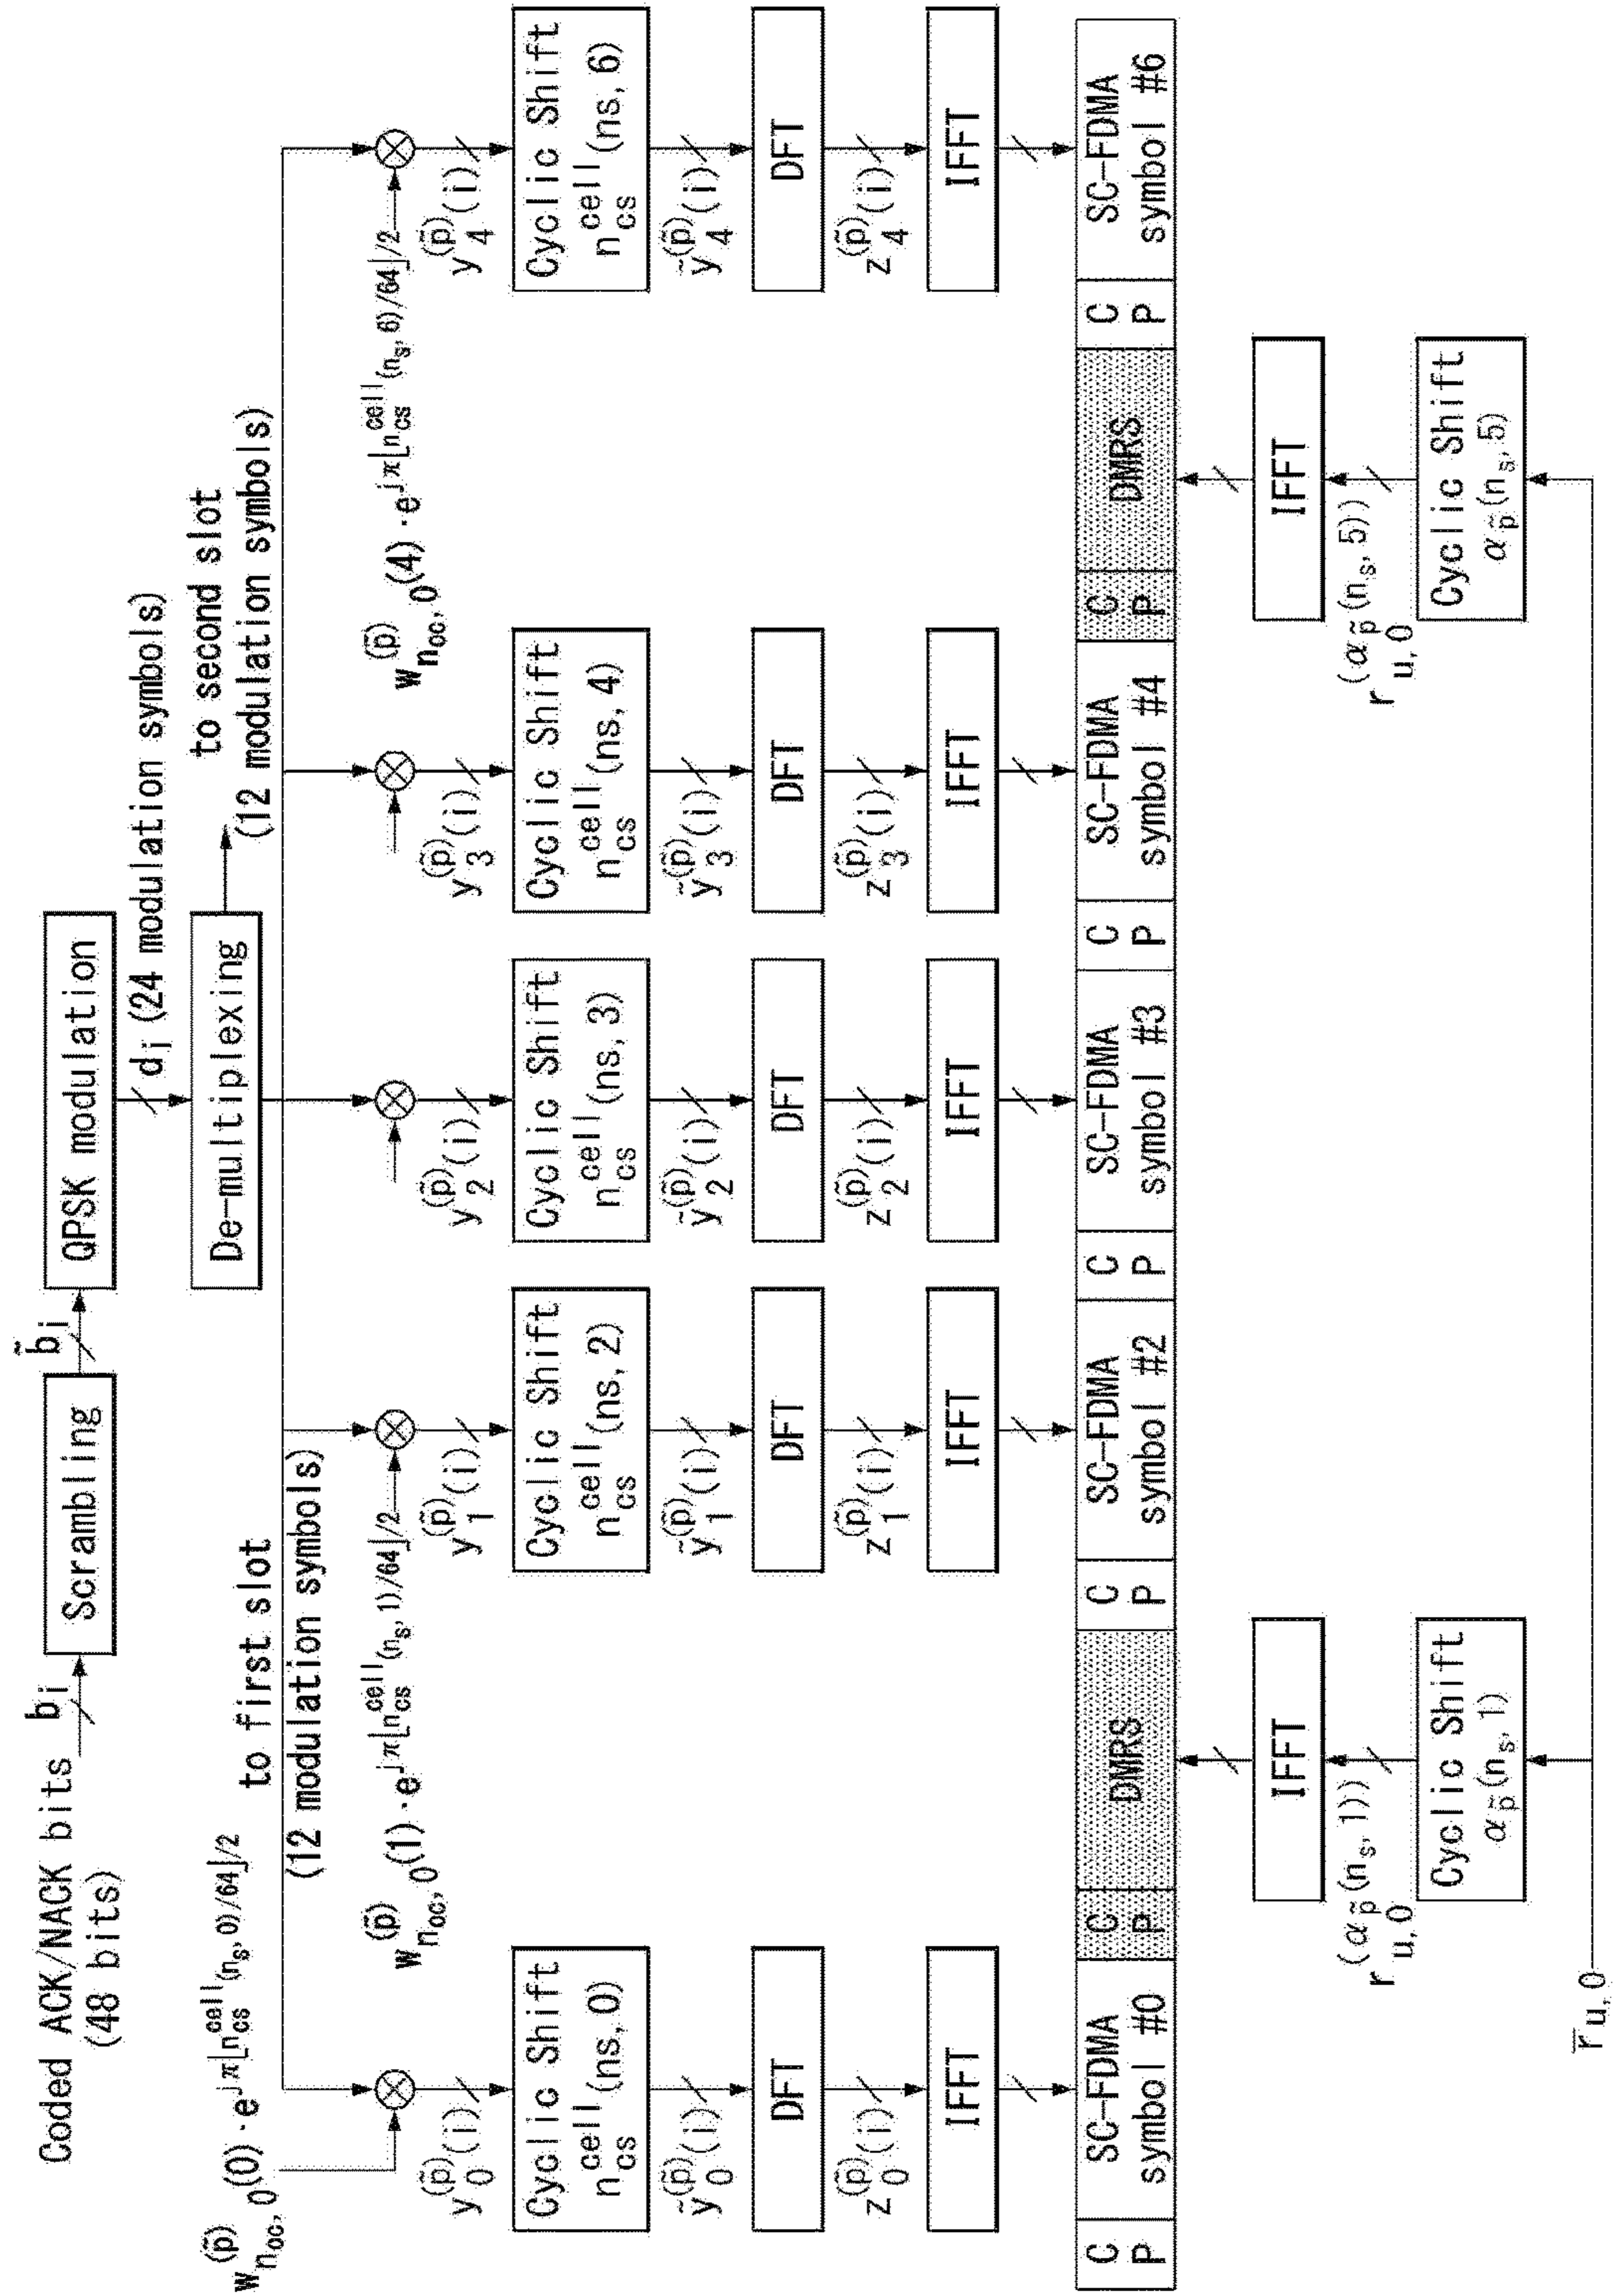 Coded ACK/NACK bits
(48 bits)
b_i
Scrambling
b̃_i
QPSK modulation
d_j (24 modulation symbols)
De-multiplexing
to second slot
(12 modulation symbols)
to first slot
(12 modulation symbols)
w^(p̃)_{n_oc,0}(0)·e^{jπ⌊n_cs^cell(n_s,0)/64⌋/2}
w^(p̃)_{n_oc,0}(1)·e^{jπ⌊n_cs^cell(n_s,1)/64⌋/2}
w^(p̃)_{n_oc,0}(4)·e^{jπ⌊n_cs^cell(n_s,6)/64⌋/2}
y_0^(p̃)(i)
y_1^(p̃)(i)
y_2^(p̃)(i)
y_3^(p̃)(i)
y_4^(p̃)(i)
Cyclic Shift
n_cs^cell(ns,0)
Cyclic Shift
n_cs^cell(ns,2)
Cyclic Shift
n_cs^cell(ns,3)
Cyclic Shift
n_cs^cell(ns,4)
Cyclic Shift
n_cs^cell(ns,6)
ỹ_0^(p̃)(i)
ỹ_1^(p̃)(i)
ỹ_2^(p̃)(i)
ỹ_3^(p̃)(i)
ỹ_4^(p̃)(i)
DFT
DFT
DFT
DFT
DFT
z_0^(p̃)(i)
z_1^(p̃)(i)
z_2^(p̃)(i)
z_3^(p̃)(i)
z_4^(p̃)(i)
IFFT
IFFT
IFFT
IFFT
IFFT
CP
SC-FDMA
symbol #0
CP
DMRS
CP
SC-FDMA
symbol #2
CP
SC-FDMA
symbol #3
CP
SC-FDMA
symbol #4
CP
DMRS
CP
SC-FDMA
symbol #6
IFFT
IFFT
r_{u,0}^{(α_p̃(n_s,1))}
r_{u,0}^{(α_p̃(n_s,5))}
Cyclic Shift
α_p̃(n_s,1)
Cyclic Shift
α_p̃(n_s,5)
r̄_{u,0}